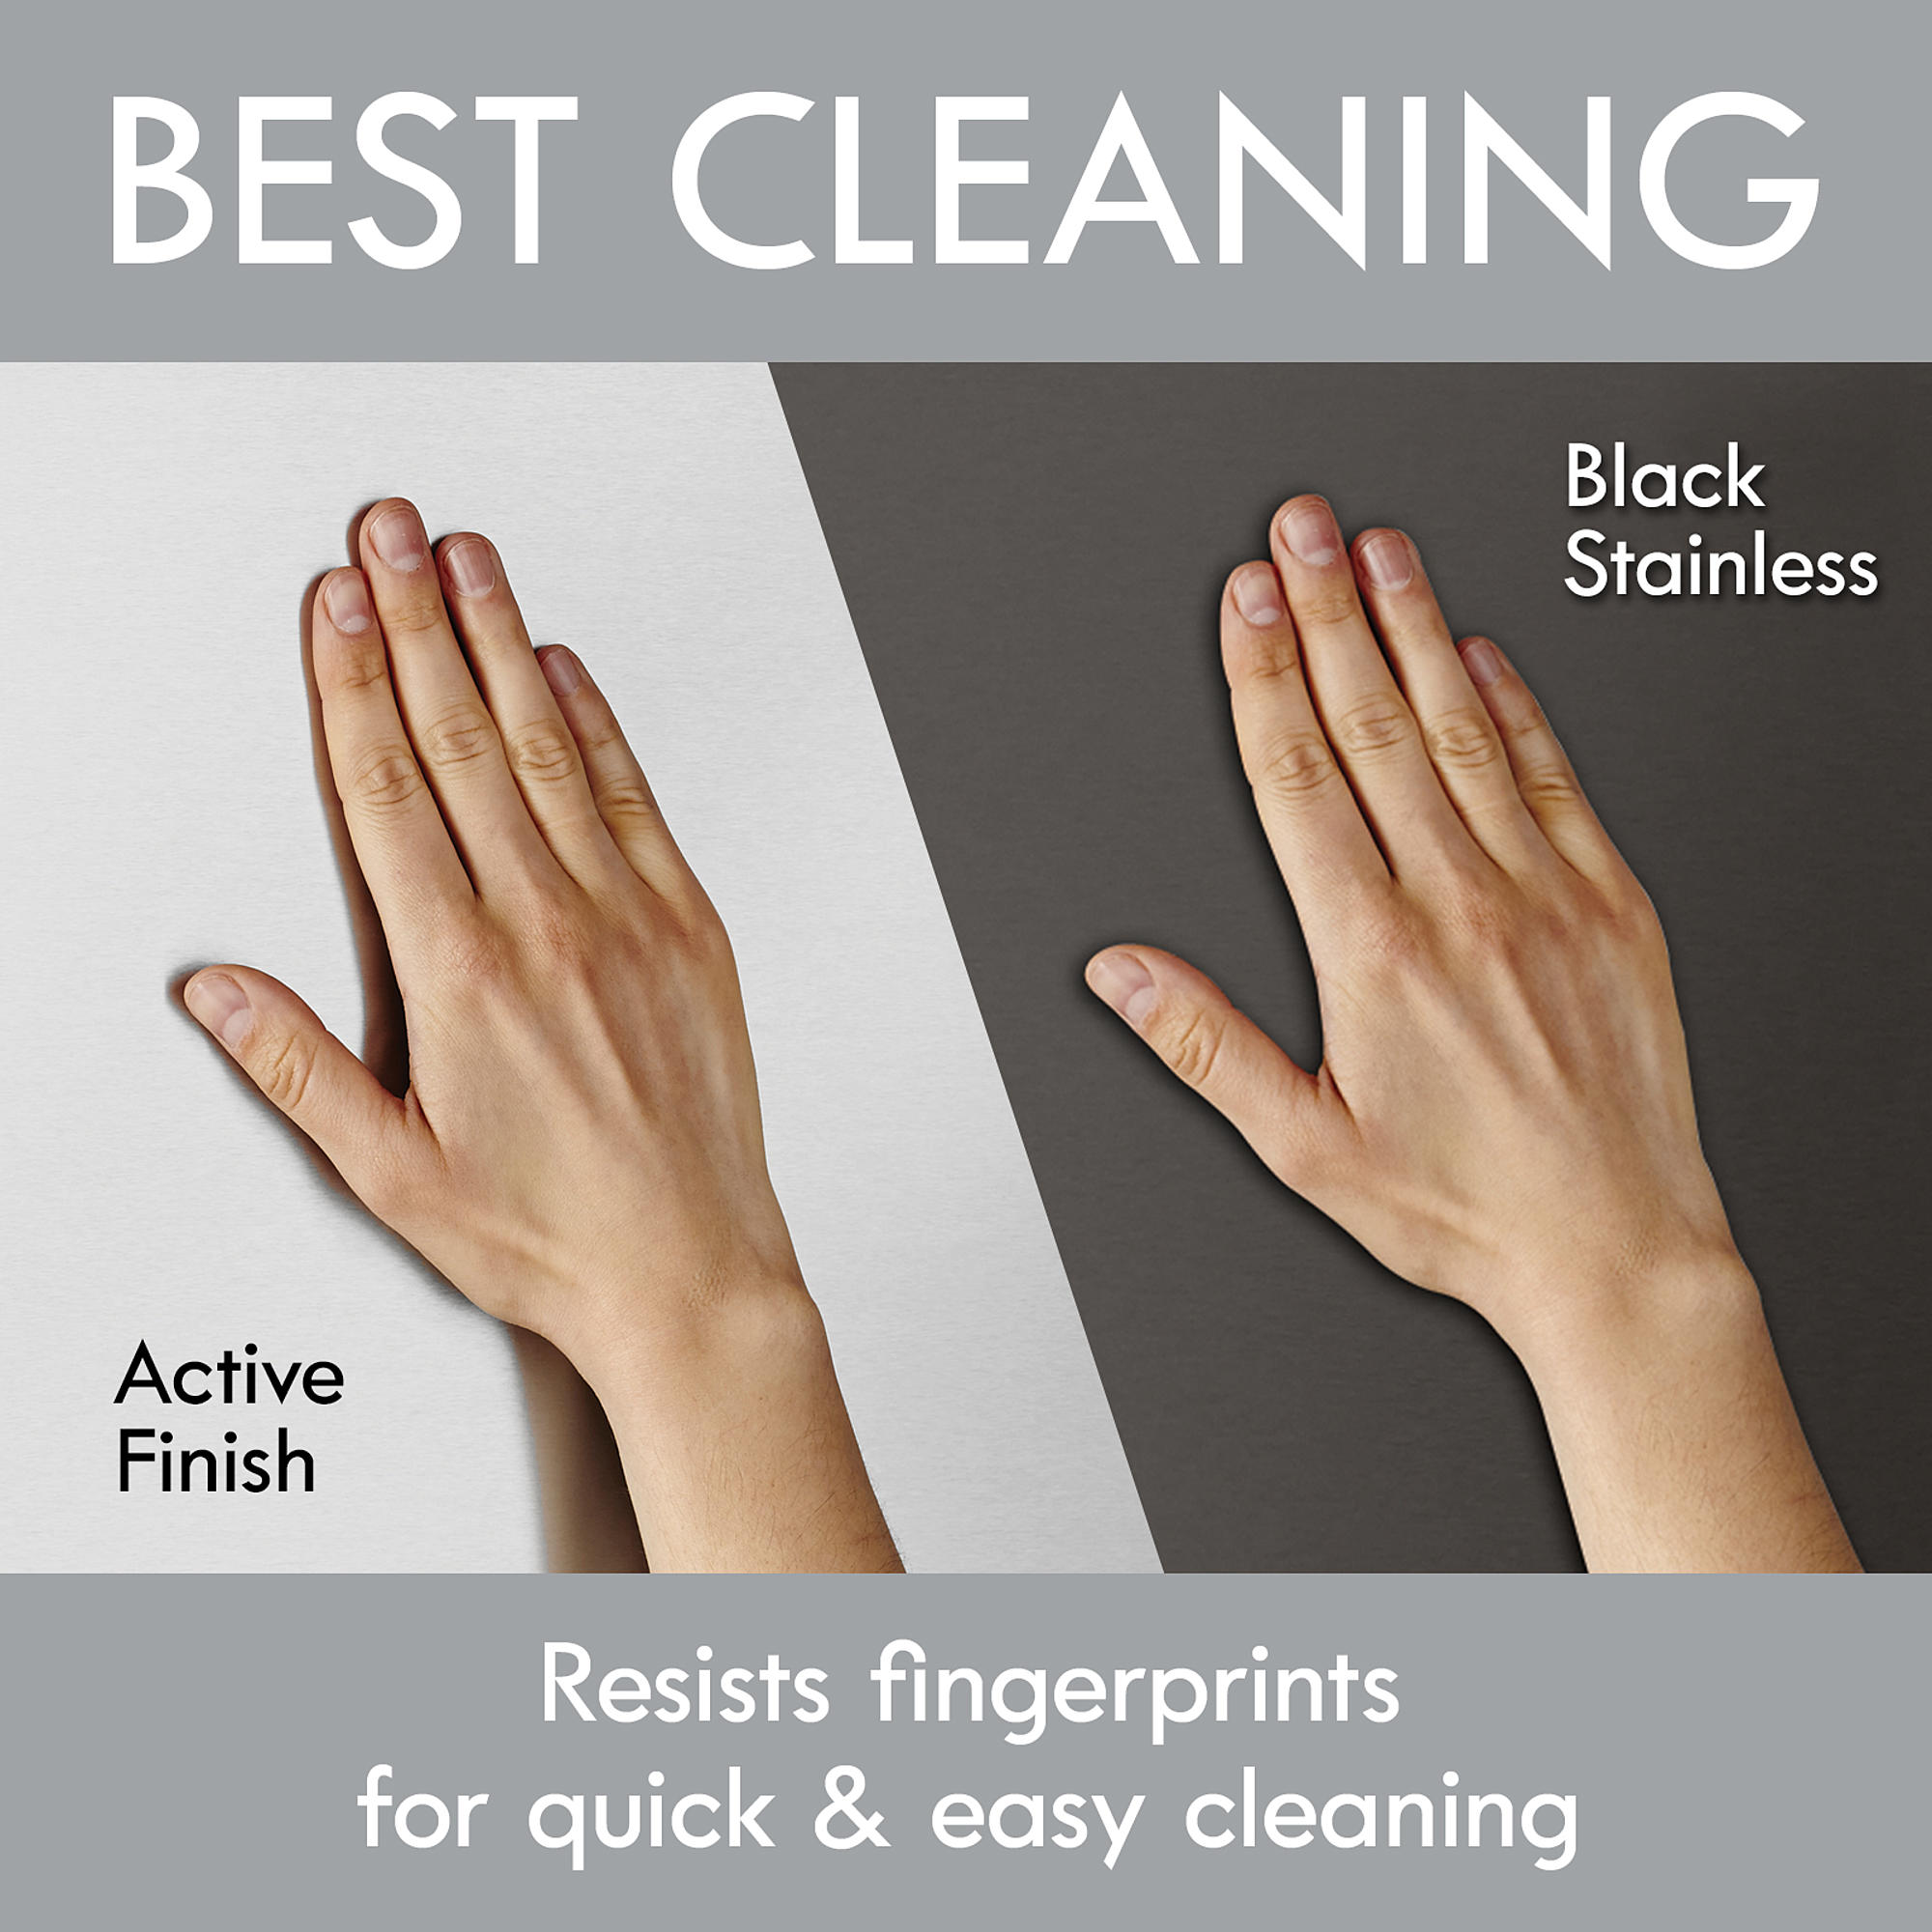 BEST CLEANING
Black
Stainless
Active
Finish
Resists fingerprints
for quick & easy cleaning